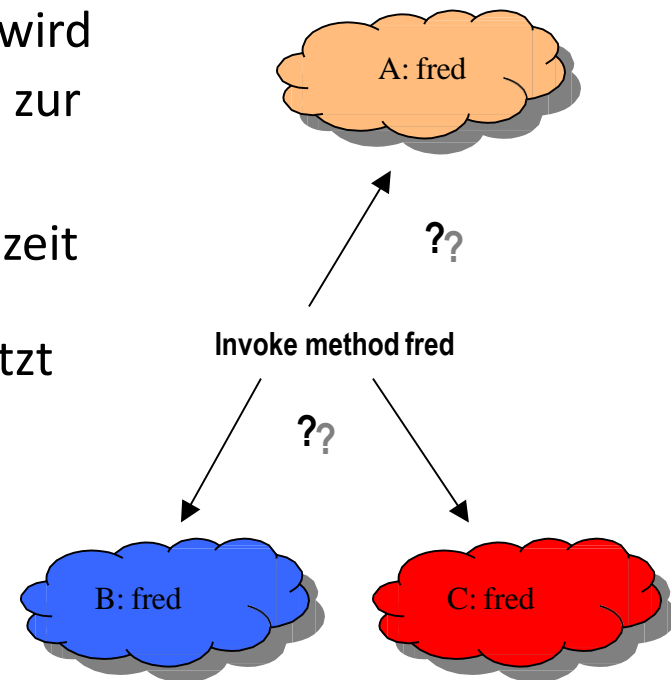 wird
zur
zeit
tzt
A: fred
??
Invoke method fred
??
B: fred
C: fred